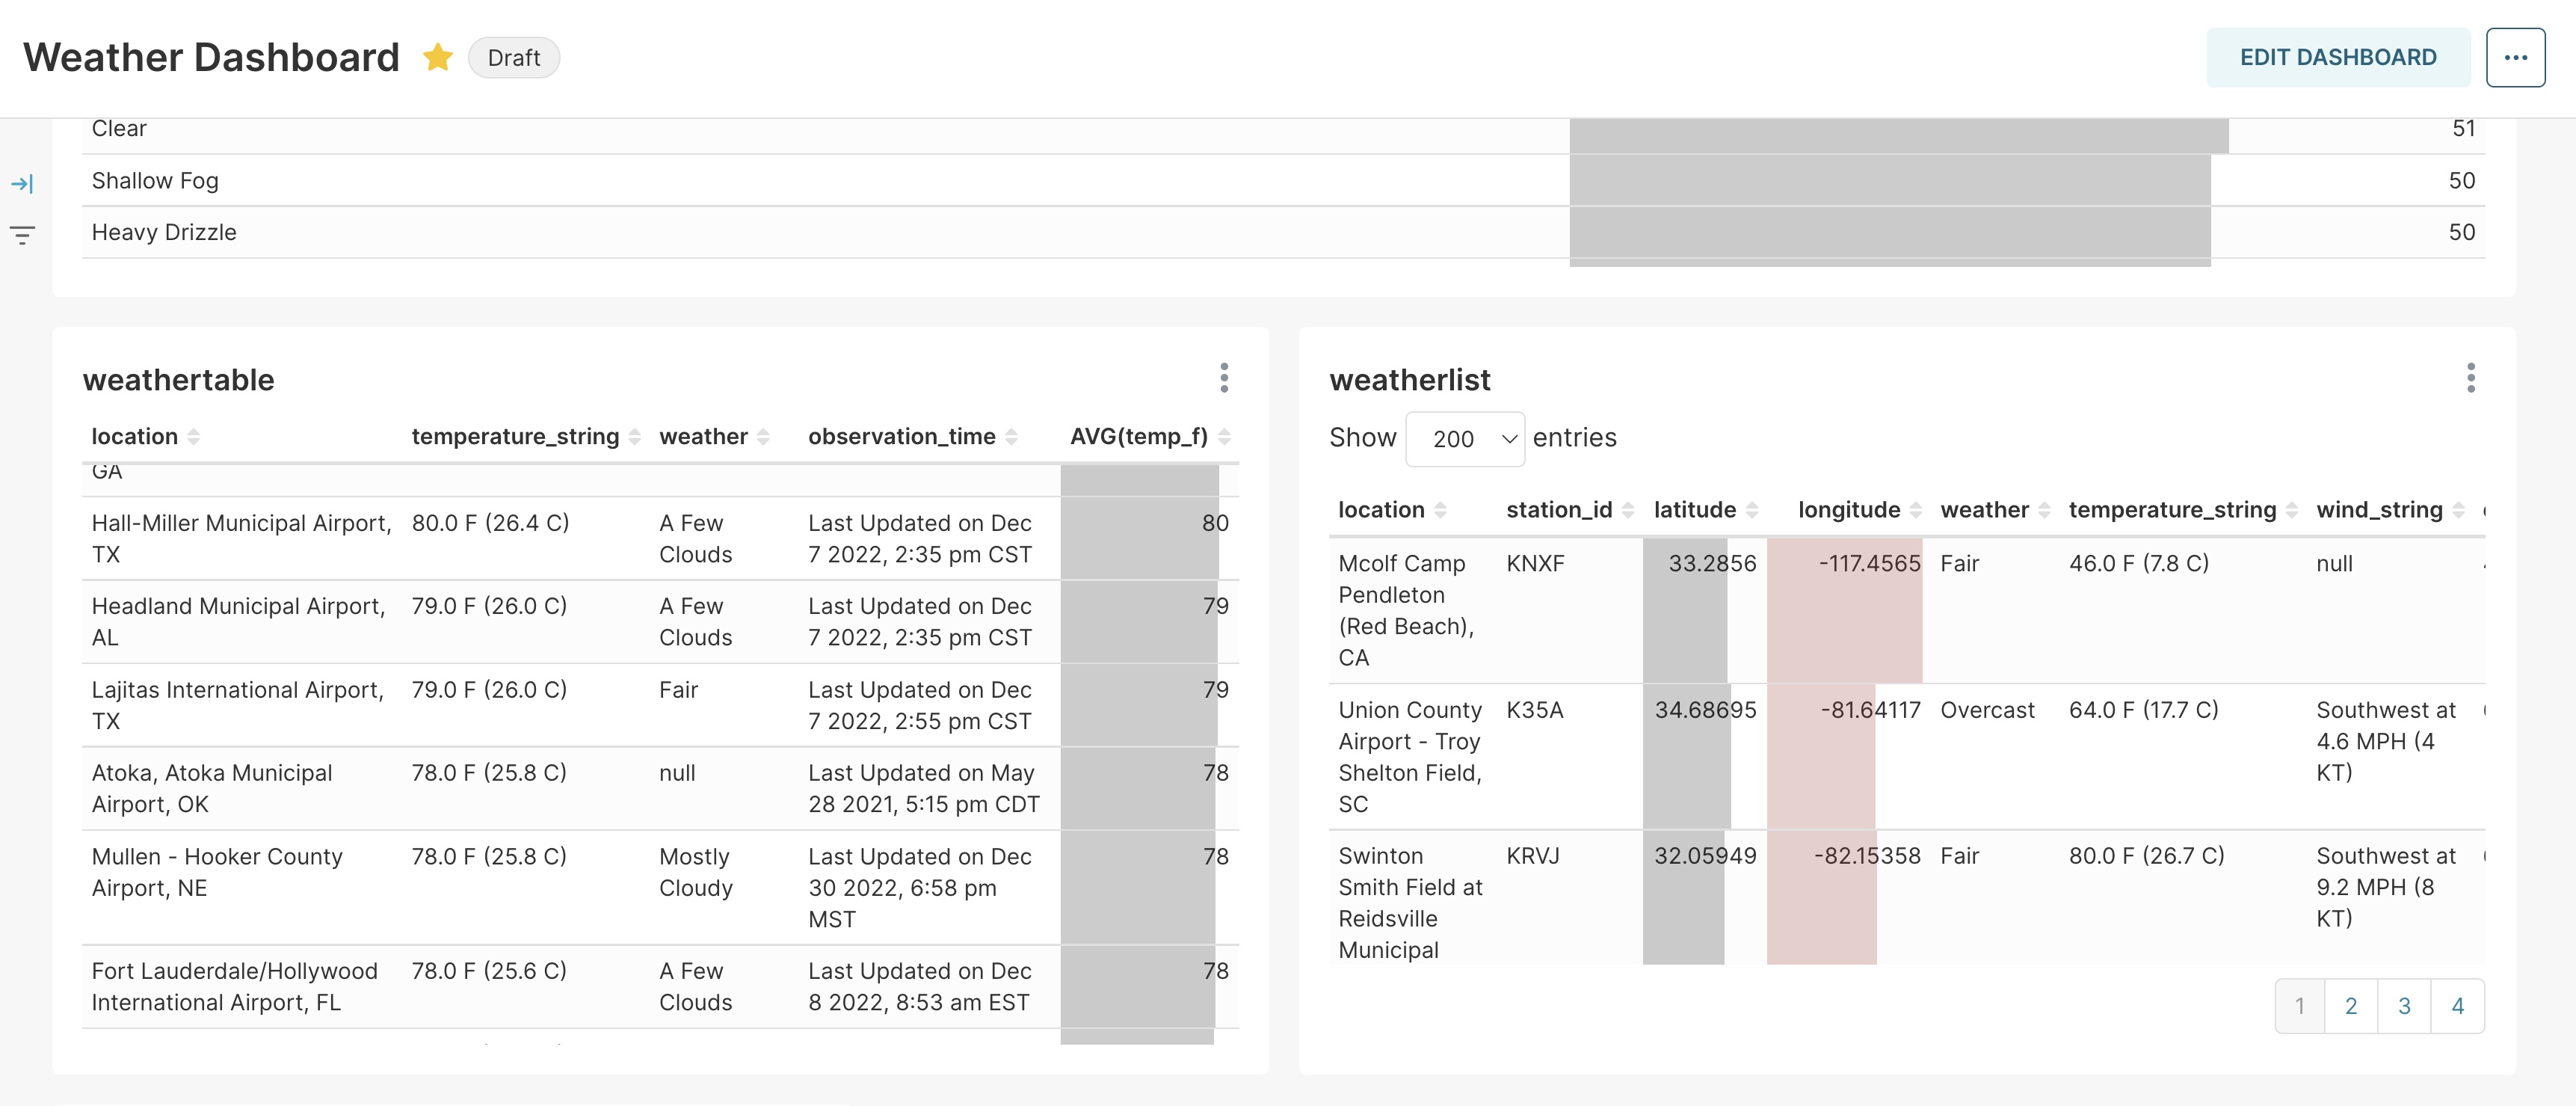 Weather Dashboard Draft EDIT DASHBOARD ...
Clear 51
Shallow Fog 50
Heavy Drizzle 50
weathertable
location temperature_string weather observation_time AVG(temp_f)
GA
Hall-Miller Municipal Airport, 80.0 F (26.4 C) A Few Last Updated on Dec 80
TX Clouds 7 2022, 2:35 pm CST
Headland Municipal Airport, 79.0 F (26.0 C) A Few Last Updated on Dec 79
AL Clouds 7 2022, 2:35 pm CST
Lajitas International Airport, 79.0 F (26.0 C) Fair Last Updated on Dec 79
TX 7 2022, 2:55 pm CST
Atoka, Atoka Municipal 78.0 F (25.8 C) null Last Updated on May 78
Airport, OK 28 2021, 5:15 pm CDT
Mullen - Hooker County 78.0 F (25.8 C) Mostly Last Updated on Dec 78
Airport, NE Cloudy 30 2022, 6:58 pm
MST
Fort Lauderdale/Hollywood 78.0 F (25.6 C) A Few Last Updated on Dec 78
International Airport, FL Clouds 8 2022, 8:53 am EST
weatherlist
Show 200 entries
location station_id latitude longitude weather temperature_string wind_string
Mcolf Camp KNXF 33.2856 -117.4565 Fair 46.0 F (7.8 C) null
Pendleton
(Red Beach),
CA
Union County K35A 34.68695 -81.64117 Overcast 64.0 F (17.7 C) Southwest at
Airport - Troy 4.6 MPH (4
Shelton Field, KT)
SC
Swinton KRVJ 32.05949 -82.15358 Fair 80.0 F (26.7 C) Southwest at
Smith Field at 9.2 MPH (8
Reidsville KT)
Municipal
1 2 3 4